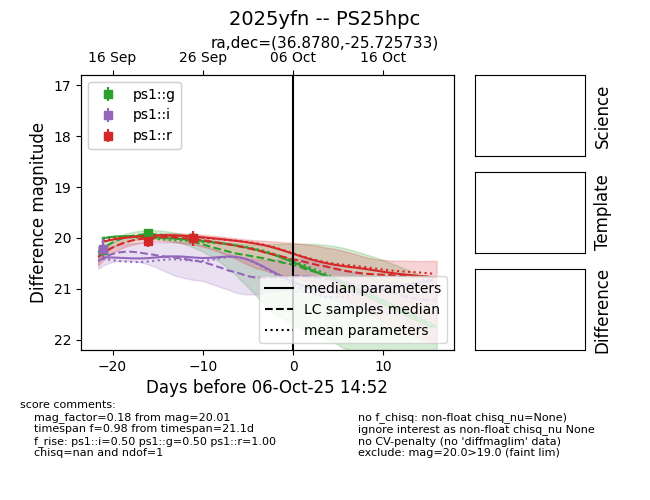 2025yfn -- PS25hpc
ra,dec=(36.8780,-25.725733)
16 Sep 26 Sep 06 Oct 16 Oct
ps1::g
ps1::i
ps1::r
17
18
19
20
21
22
Difference magnitude
median parameters
LC samples median
mean parameters
−20 −10 0 10
Days before 06-Oct-25 14:52
Science
Template
Difference
score comments:
mag_factor=0.18 from mag=20.01
timespan f=0.98 from timespan=21.1d
f_rise: ps1::i=0.50 ps1::g=0.50 ps1::r=1.00
chisq=nan and ndof=1
no f_chisq: non-float chisq_nu=None)
ignore interest as non-float chisq_nu None
no CV-penalty (no 'diffmaglim' data)
exclude: mag=20.0>19.0 (faint lim)